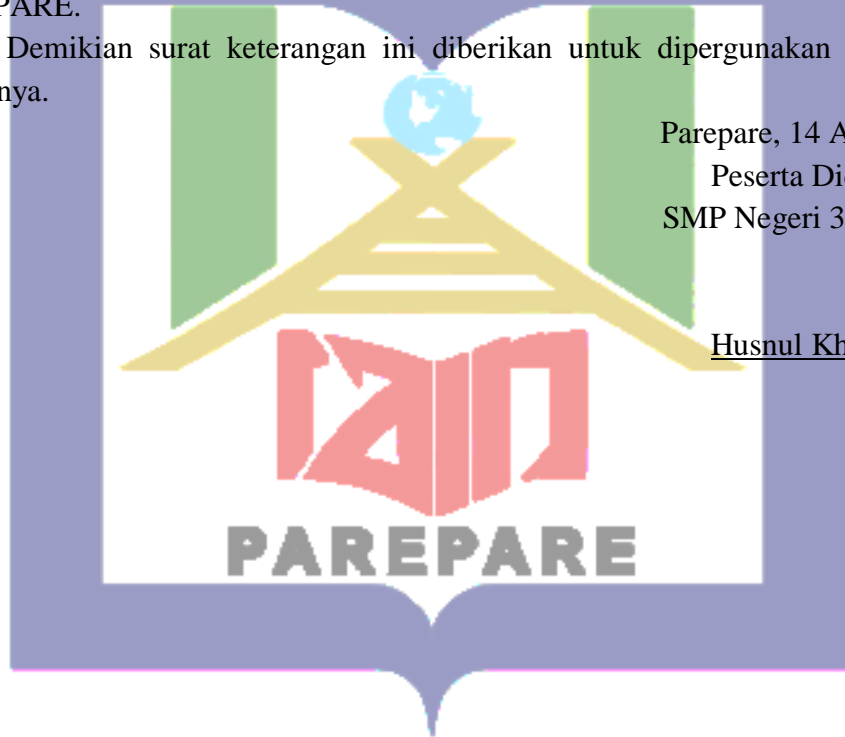 PARE.
Demikian surat keterangan ini diberikan untuk dipergunakan
nya.
Parepare, 14 A
Peserta Di
SMP Negeri 3
Husnul Kh
iain
PAREPARE